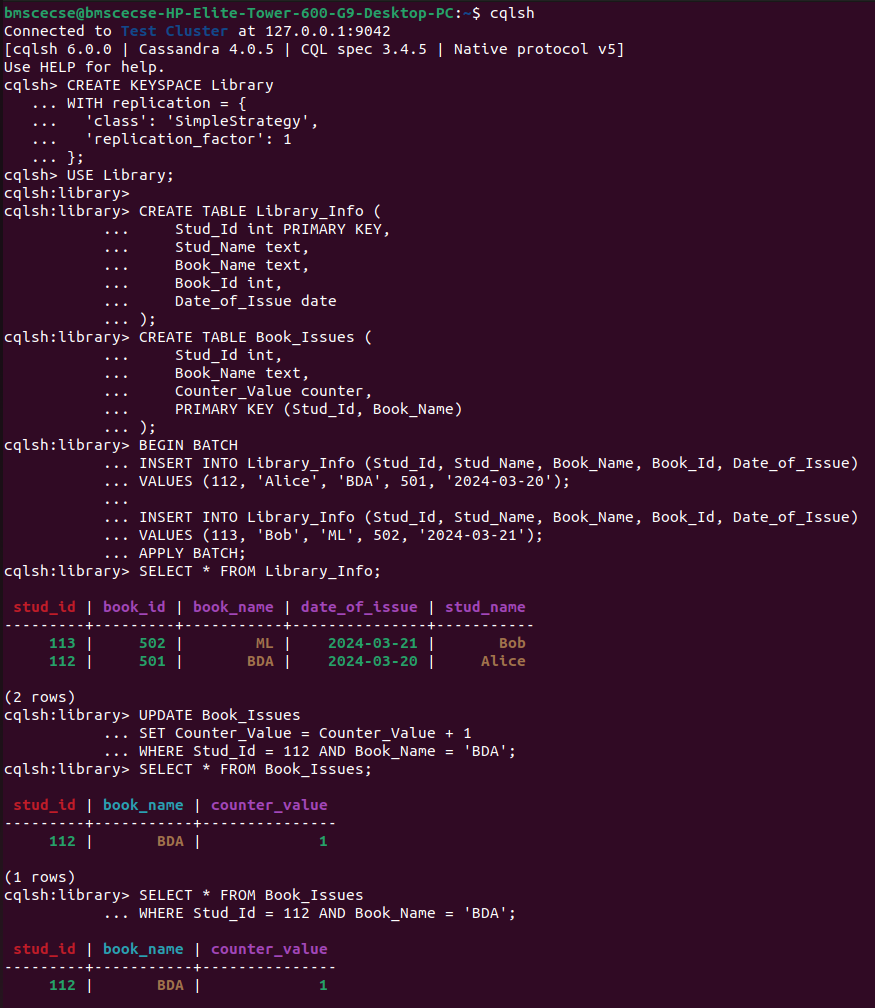 bmscecse@bmscecse-HP-Elite-Tower-600-G9-Desktop-PC:~$ cqlsh
Connected to Test Cluster at 127.0.0.1:9042
[cqlsh 6.0.0 | Cassandra 4.0.5 | CQL spec 3.4.5 | Native protocol v5]
Use HELP for help.
cqlsh> CREATE KEYSPACE Library
   ... WITH replication = {
   ...   'class': 'SimpleStrategy',
   ...   'replication_factor': 1
   ... };
cqlsh> USE Library;
cqlsh:library>
cqlsh:library> CREATE TABLE Library_Info (
           ...     Stud_Id int PRIMARY KEY,
           ...     Stud_Name text,
           ...     Book_Name text,
           ...     Book_Id int,
           ...     Date_of_Issue date
           ... );
cqlsh:library> CREATE TABLE Book_Issues (
           ...     Stud_Id int,
           ...     Book_Name text,
           ...     Counter_Value counter,
           ...     PRIMARY KEY (Stud_Id, Book_Name)
           ... );
cqlsh:library> BEGIN BATCH
           ... INSERT INTO Library_Info (Stud_Id, Stud_Name, Book_Name, Book_Id, Date_of_Issue)
           ... VALUES (112, 'Alice', 'BDA', 501, '2024-03-20');
           ...
           ... INSERT INTO Library_Info (Stud_Id, Stud_Name, Book_Name, Book_Id, Date_of_Issue)
           ... VALUES (113, 'Bob', 'ML', 502, '2024-03-21');
           ... APPLY BATCH;
cqlsh:library> SELECT * FROM Library_Info;
 stud_id | book_id | book_name | date_of_issue | stud_name
---------+---------+-----------+---------------+-----------
     113 |     502 |        ML |    2024-03-21 |       Bob
     112 |     501 |       BDA |    2024-03-20 |     Alice
(2 rows)
cqlsh:library> UPDATE Book_Issues
           ... SET Counter_Value = Counter_Value + 1
           ... WHERE Stud_Id = 112 AND Book_Name = 'BDA';
cqlsh:library> SELECT * FROM Book_Issues;
 stud_id | book_name | counter_value
---------+-----------+---------------
     112 |       BDA |             1
(1 rows)
cqlsh:library> SELECT * FROM Book_Issues
           ... WHERE Stud_Id = 112 AND Book_Name = 'BDA';
 stud_id | book_name | counter_value
---------+-----------+---------------
     112 |       BDA |             1